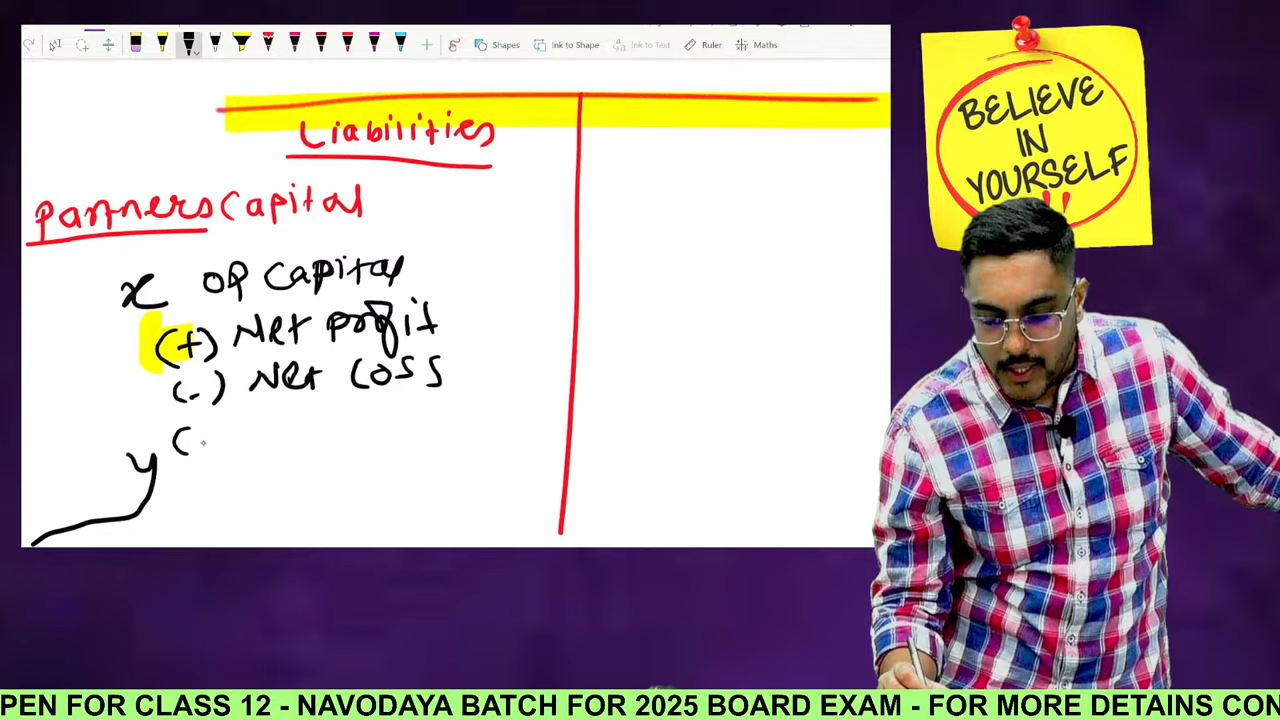 Shapes
Ink to Shape
Ink to Text
Ruler
Maths
Liabilities
Partners Capital
x OP Capital
(+) Net profit
(-) Net Loss
(
y
BELIEVE
IN
YOURSELF
!!
PEN FOR CLASS 12 - NAVODAYA BATCH FOR 2025 BOARD EXAM - FOR MORE DETAINS CON